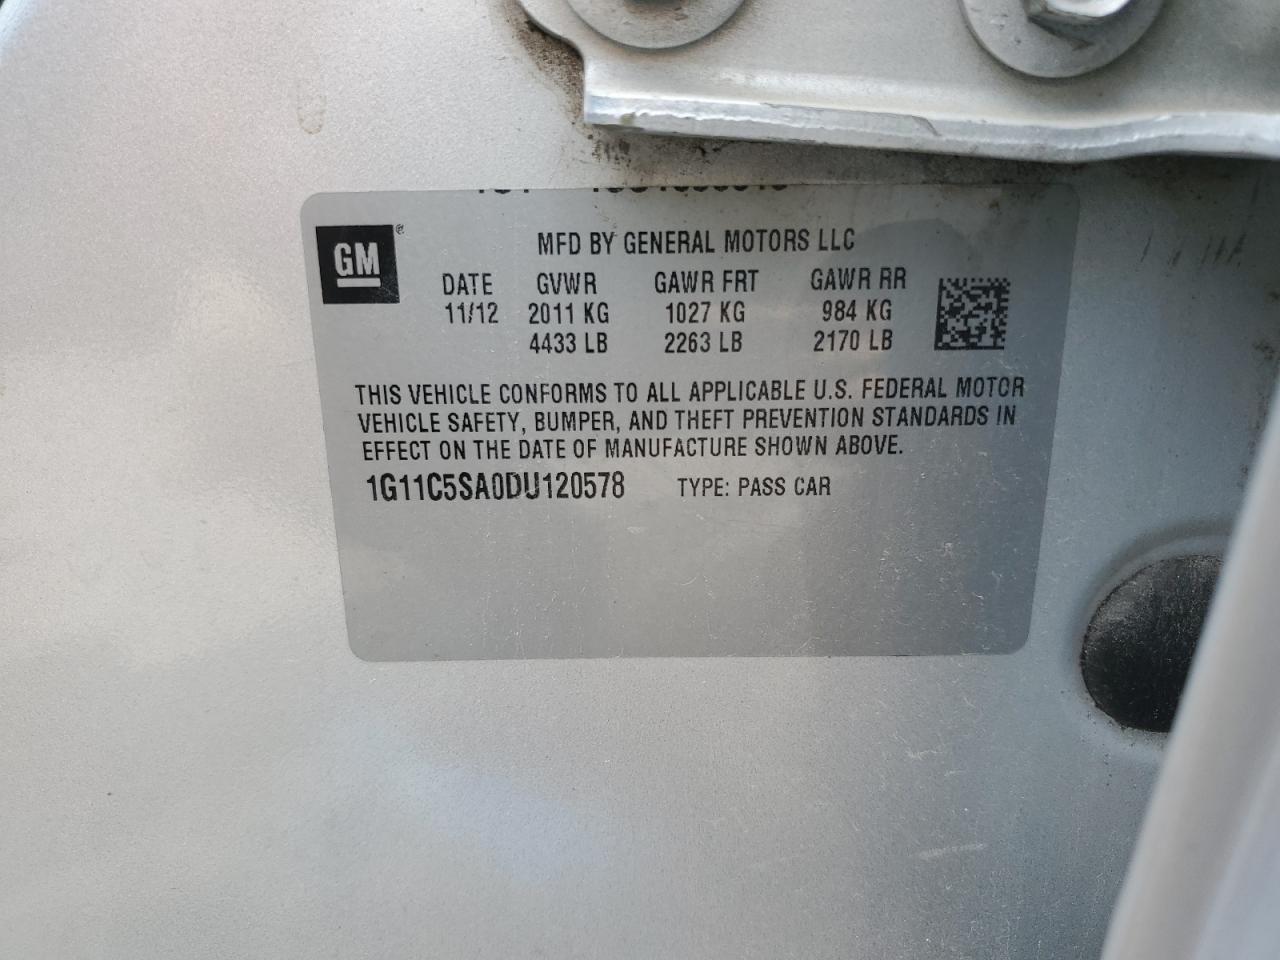 GM ®
MFD BY GENERAL MOTORS LLC
DATE GVWR GAWR FRT GAWR RR
11/12 2011 KG 1027 KG 984 KG
4433 LB 2263 LB 2170 LB
THIS VEHICLE CONFORMS TO ALL APPLICABLE U.S. FEDERAL MOTOR
VEHICLE SAFETY, BUMPER, AND THEFT PREVENTION STANDARDS IN
EFFECT ON THE DATE OF MANUFACTURE SHOWN ABOVE.
1G11C5SA0DU120578 TYPE: PASS CAR